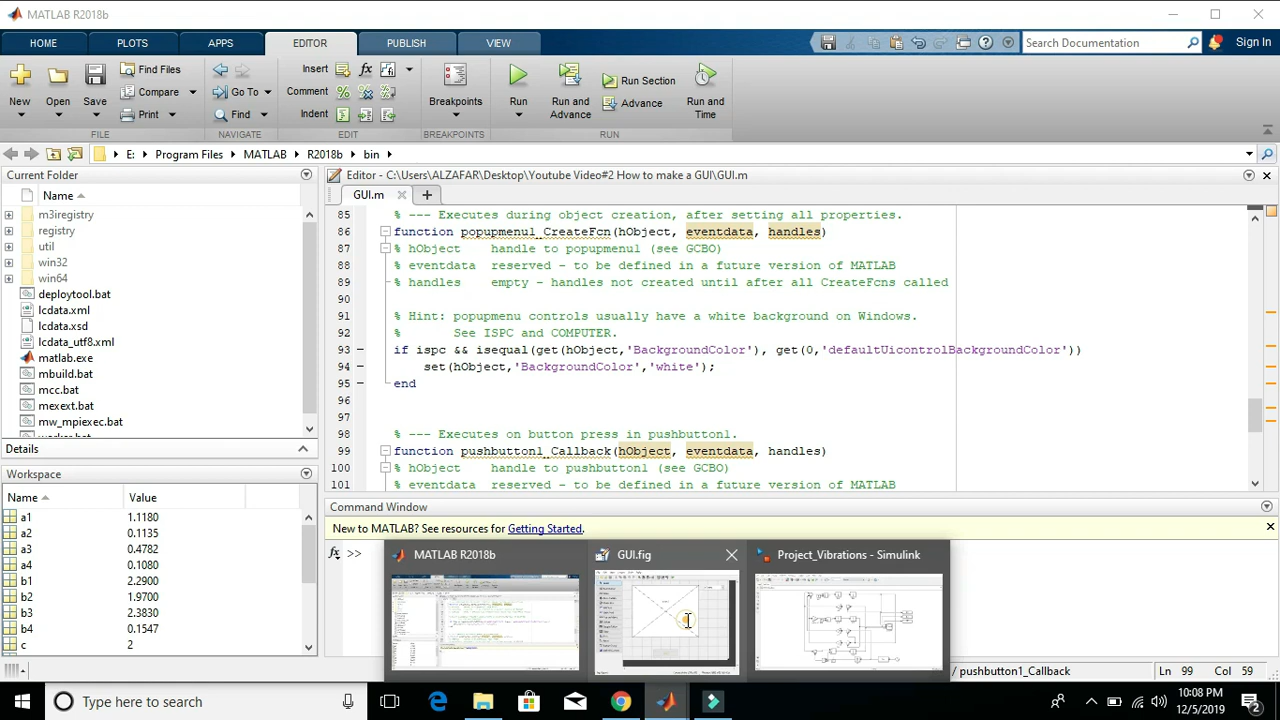 MATLAB R2018b
HOME PLOTS APPS EDITOR PUBLISH VIEW Search Documentation Sign In
New Open Save Find Files Compare Print Go To Find Insert Comment Indent Breakpoints Run Run and Advance Run Section Advance Run and Time
FILE NAVIGATE EDIT BREAKPOINTS RUN
E: Program Files MATLAB R2018b bin
Current Folder
Name
m3iregistry
registry
util
win32
win64
deploytool.bat
lcdata.xml
lcdata.xsd
lcdata_utf8.xml
matlab.exe
mbuild.bat
mcc.bat
mexext.bat
mw_mpiexec.bat
Details
Workspace
Name Value
a1 1.1180
a2 0.1135
a3 0.4782
a4 0.1080
b1 2.2900
b2 1.9700
b3 2.3830
b4 0.1547
c 2
Editor - C:\Users\ALZAFAR\Desktop\Youtube Video#2 How to make a GUI\GUI.m
GUI.m
85 % --- Executes during object creation, after setting all properties.
86 function popupmenu1_CreateFcn(hObject, eventdata, handles)
87 % hObject    handle to popupmenu1 (see GCBO)
88 % eventdata  reserved - to be defined in a future version of MATLAB
89 % handles    empty - handles not created until after all CreateFcns called
90
91 % Hint: popupmenu controls usually have a white background on Windows.
92 %       See ISPC and COMPUTER.
93 if ispc && isequal(get(hObject,'BackgroundColor'), get(0,'defaultUicontrolBackgroundColor'))
94 set(hObject,'BackgroundColor','white');
95 end
96
97
98 % --- Executes on button press in pushbutton1.
99 function pushbutton1_Callback(hObject, eventdata, handles)
100 % hObject    handle to pushbutton1 (see GCBO)
101 % eventdata  reserved - to be defined in a future version of MATLAB
Command Window
New to MATLAB? See resources for Getting Started.
fx >>
MATLAB R2018b
GUI.fig
Project_Vibrations - Simulink
/ pushbutton1_Callback Ln 99 Col 59
Type here to search
10:08 PM
12/5/2019
2